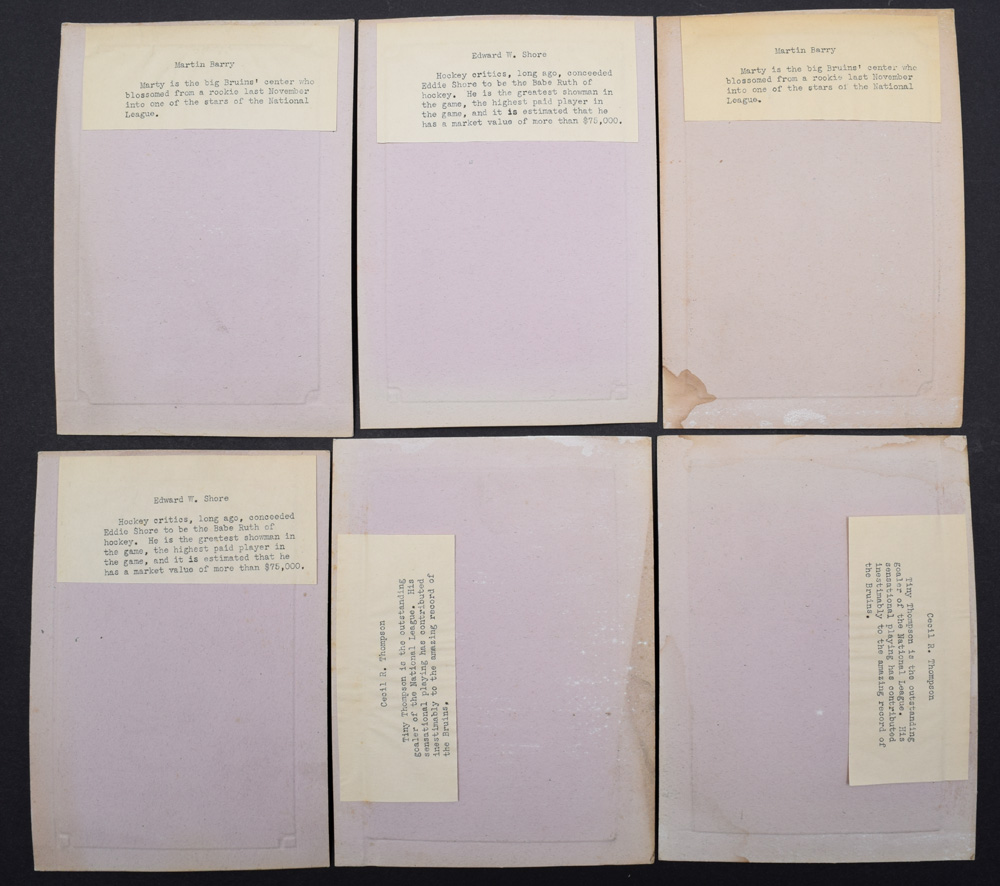 Martin Barry
Marty is the big Bruins' center who
blossomed from a rookie last November
into one of the stars of the National
League.
Edward W. Shore
Hockey critics, long ago, conceeded
Eddie Shore to be the Babe Ruth of
hockey. He is the greatest showman in
the game, the highest paid player in
the game, and it is estimated that he
has a market value of more than $75,000.
Martin Barry
Marty is the big Bruins' center who
blossomed from a rookie last November
into one of the stars of the National
League.
Edward W. Shore
Hockey critics, long ago, conceeded
Eddie Shore to be the Babe Ruth of
hockey. He is the greatest showman in
the game, the highest paid player in
the game, and it is estimated that he
has a market value of more than $75,000.
Cecil R. Thompson
Tiny Thompson is the outstanding
goaler of the National League. His
sensational playing has contributed
inestimably to the amazing record of
the Bruins.
Cecil R. Thompson
Tiny Thompson is the outstanding
goaler of the National League. His
sensational playing has contributed
inestimably to the amazing record of
the Bruins.